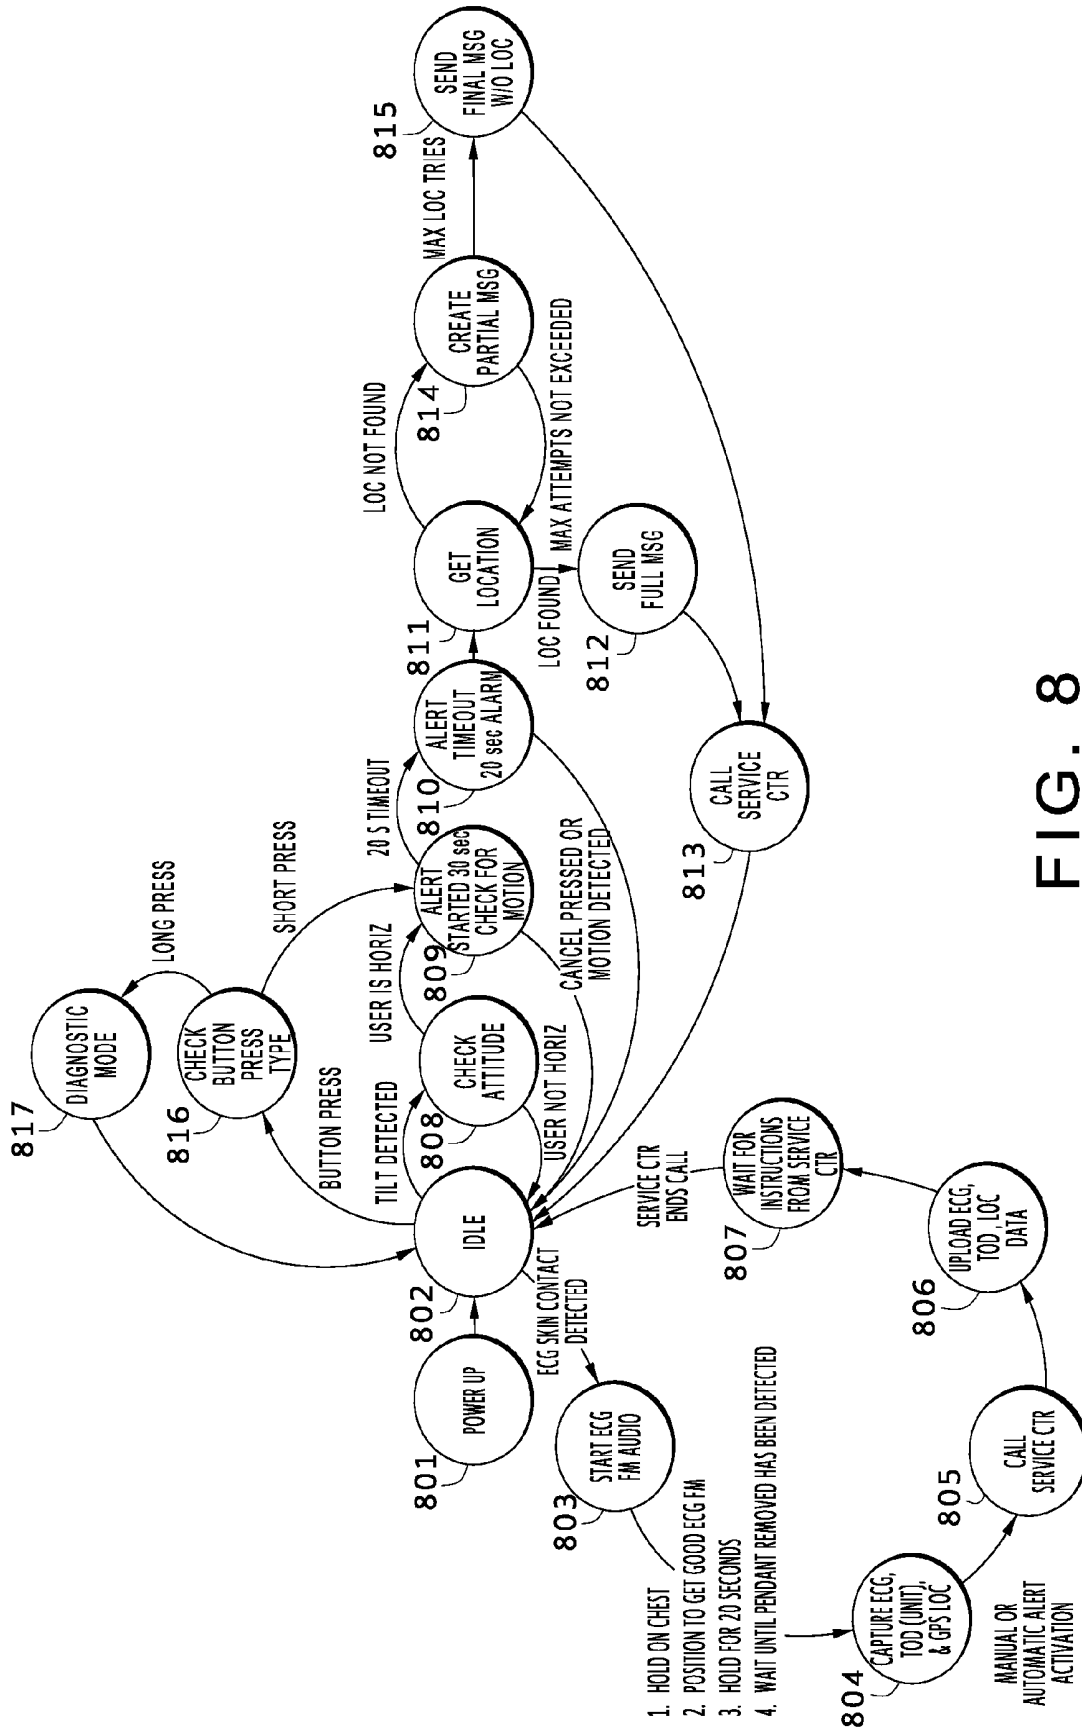 817
DIAGNOSTIC
MODE
LONG PRESS
816
CHECK
BUTTON
PRESS
TYPE
SHORT PRESS
BUTTON PRESS
801
POWER UP
802
IDLE
TILT DETECTED
808
CHECK
ATTITUDE
USER IS HORIZ
USER NOT HORIZ
809
ALERT
STARTED 30 sec
CHECK FOR
MOTION
20 S TIMEOUT
810
ALERT
TIMEOUT
20 sec ALARM
CANCEL PRESSED OR
MOTION DETECTED
811
GET
LOCATION
LOC NOT FOUND
814
CREATE
PARTIAL MSG
MAX ATTEMPTS NOT EXCEEDED
MAX LOC TRIES
815
SEND
FINAL MSG
W/O LOC
LOC FOUND
812
SEND
FULL MSG
813
CALL
SERVICE
CTR
ECG SKIN CONTACT
DETECTED
803
START ECG
FM AUDIO
1. HOLD ON CHEST
2. POSITION TO GET GOOD ECG FM
3. HOLD FOR 20 SECONDS
4. WAIT UNTIL PENDANT REMOVED HAS BEEN DETECTED
804
CAPTURE ECG,
TOD (UNIT),
& GPS LOC
MANUAL OR
AUTOMATIC ALERT
ACTIVATION
805
CALL
SERVICE CTR
806
UPLOAD ECG,
TOD, LOC
DATA
807
WAIT FOR
INSTRUCTIONS
FROM SERVICE
CTR
SERVICE CTR
ENDS CALL
FIG. 8